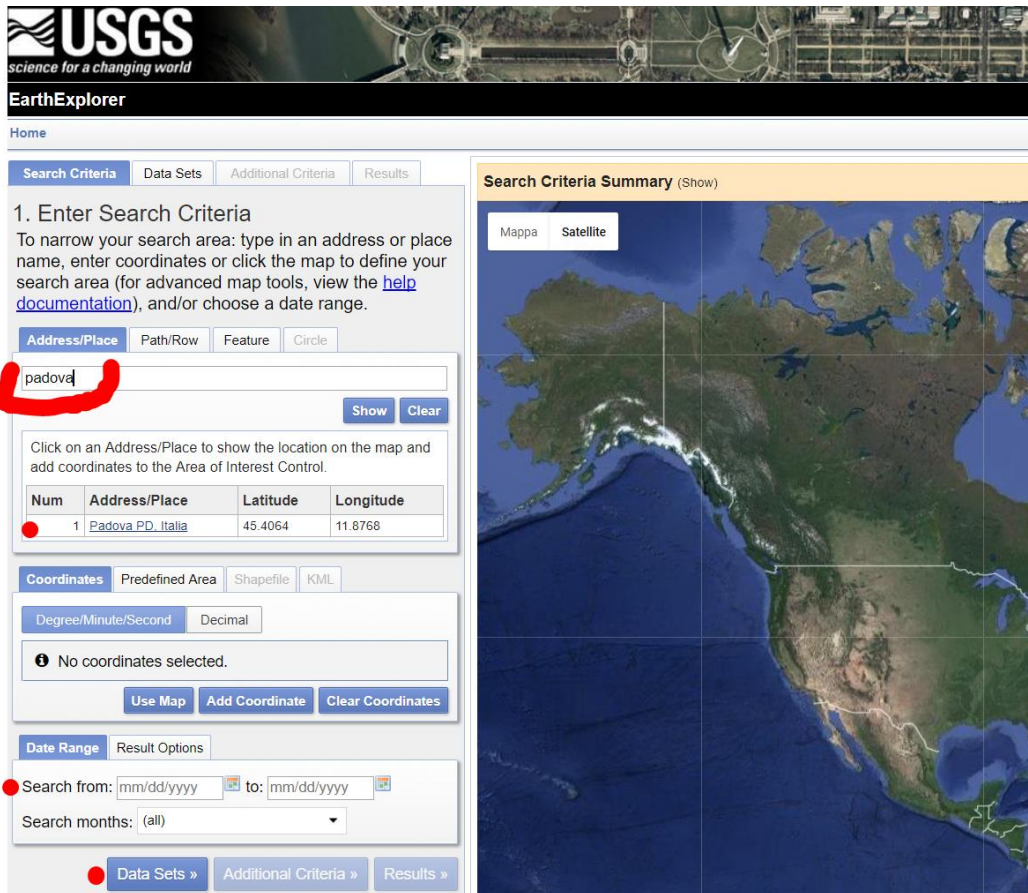 USGS
science for a changing world
EarthExplorer
Home
Search Criteria Data Sets Additional Criteria Results
1. Enter Search Criteria
To narrow your search area: type in an address or place
name, enter coordinates or click the map to define your
search area (for advanced map tools, view the help
documentation), and/or choose a date range.
Address/Place Path/Row Feature Circle
padova
Show Clear
Click on an Address/Place to show the location on the map and
add coordinates to the Area of Interest Control.
Num Address/Place Latitude Longitude
1 Padova PD, Italia 45.4064 11.8768
Coordinates Predefined Area Shapefile KML
Degree/Minute/Second Decimal
No coordinates selected.
Use Map Add Coordinate Clear Coordinates
Date Range Result Options
Search from: mm/dd/yyyy to: mm/dd/yyyy
Search months: (all)
Data Sets » Additional Criteria » Results »
Search Criteria Summary (Show)
Mappa Satellite